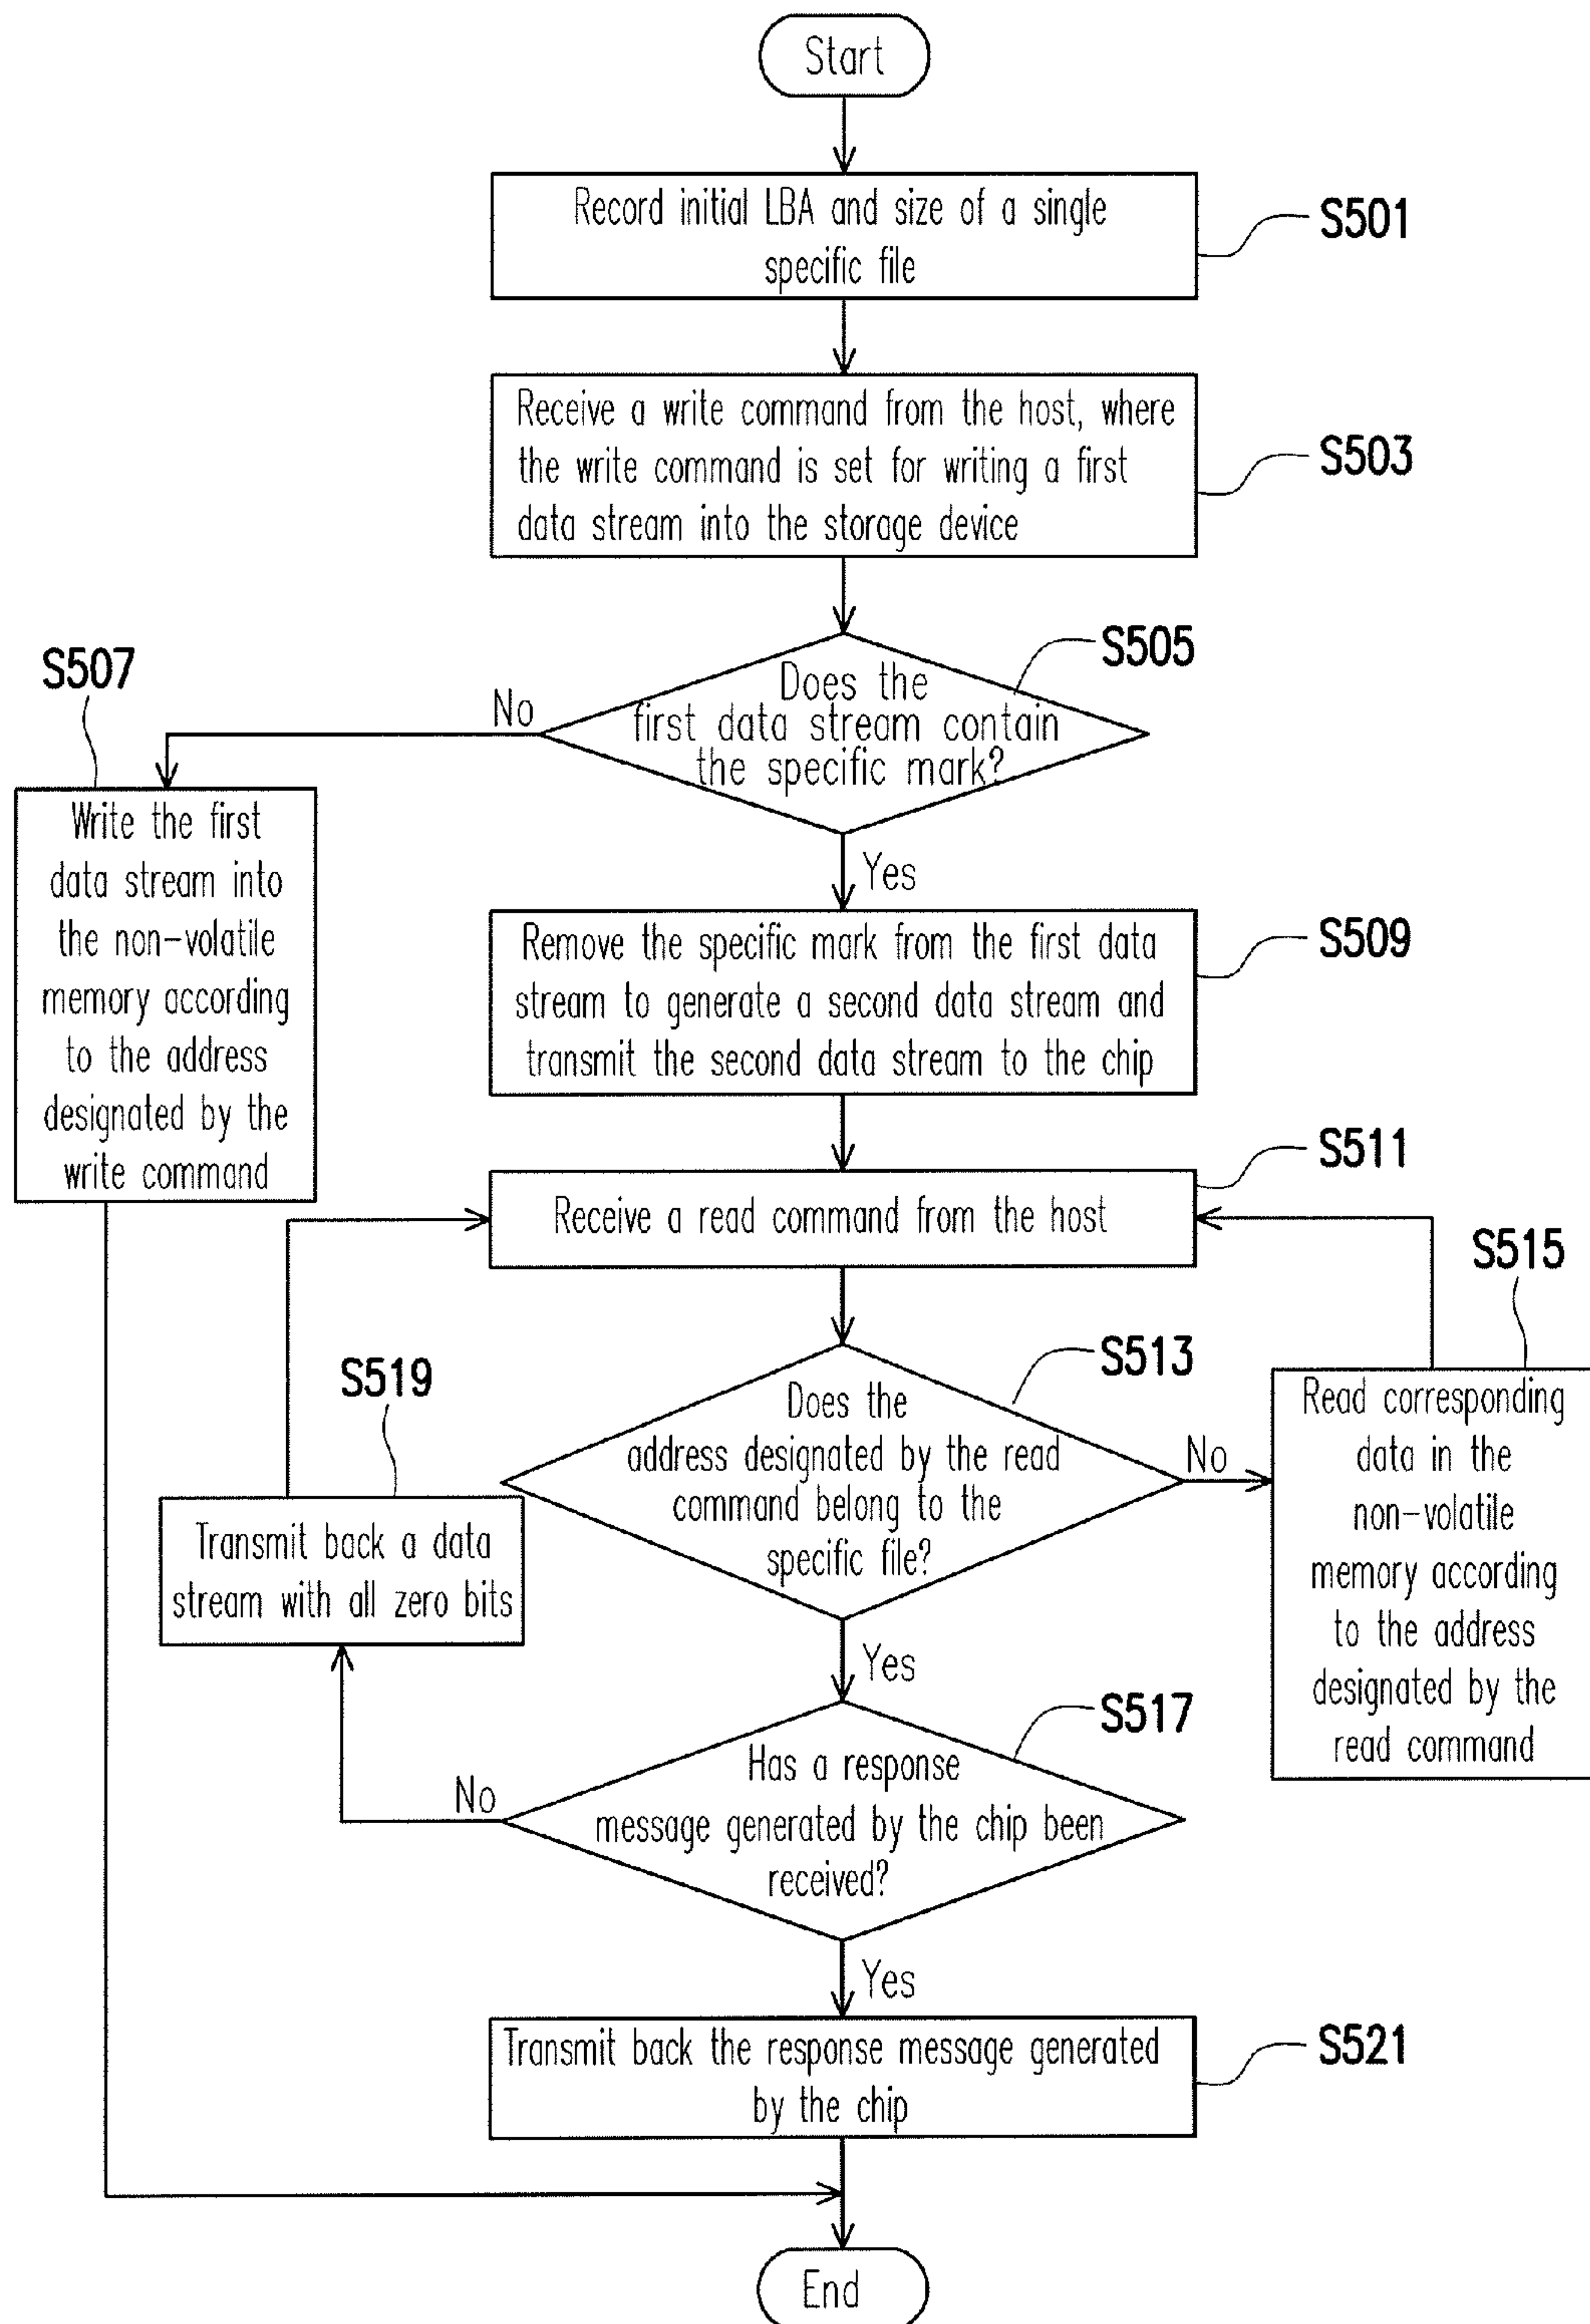 Start
Record initial LBA and size of a single
specific file
S501
Receive a write command from the host, where
the write command is set for writing a first
data stream into the storage device
S503
S505
Does the
first data stream contain
the specific mark?
No
Yes
S507
Write the first
data stream into
the non-volatile
memory according
to the address
designated by the
write command
Remove the specific mark from the first data
stream to generate a second data stream and
transmit the second data stream to the chip
S509
S511
Receive a read command from the host
S513
Does the
address designated by the read
command belong to the
specific file?
No
Yes
S515
Read corresponding
data in the
non-volatile
memory according
to the address
designated by the
read command
S519
Transmit back a data
stream with all zero bits
S517
Has a response
message generated by the chip been
received?
No
Yes
Transmit back the response message generated
by the chip
S521
End